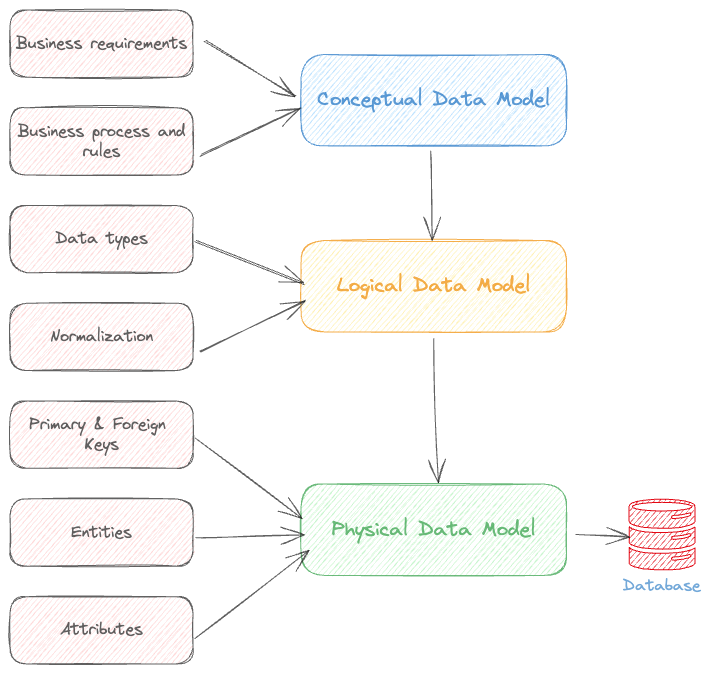 Business requirements
Business process and
rules
Data types
Normalization
Primary & Foreign
Keys
Entities
Attributes
Conceptual Data Model
Logical Data Model
Physical Data Model
Database